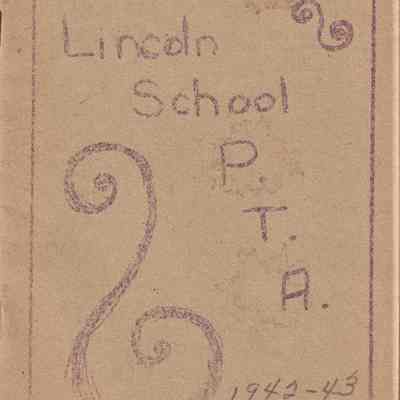 Lincoln
School
P.
T.
A.
1942-43